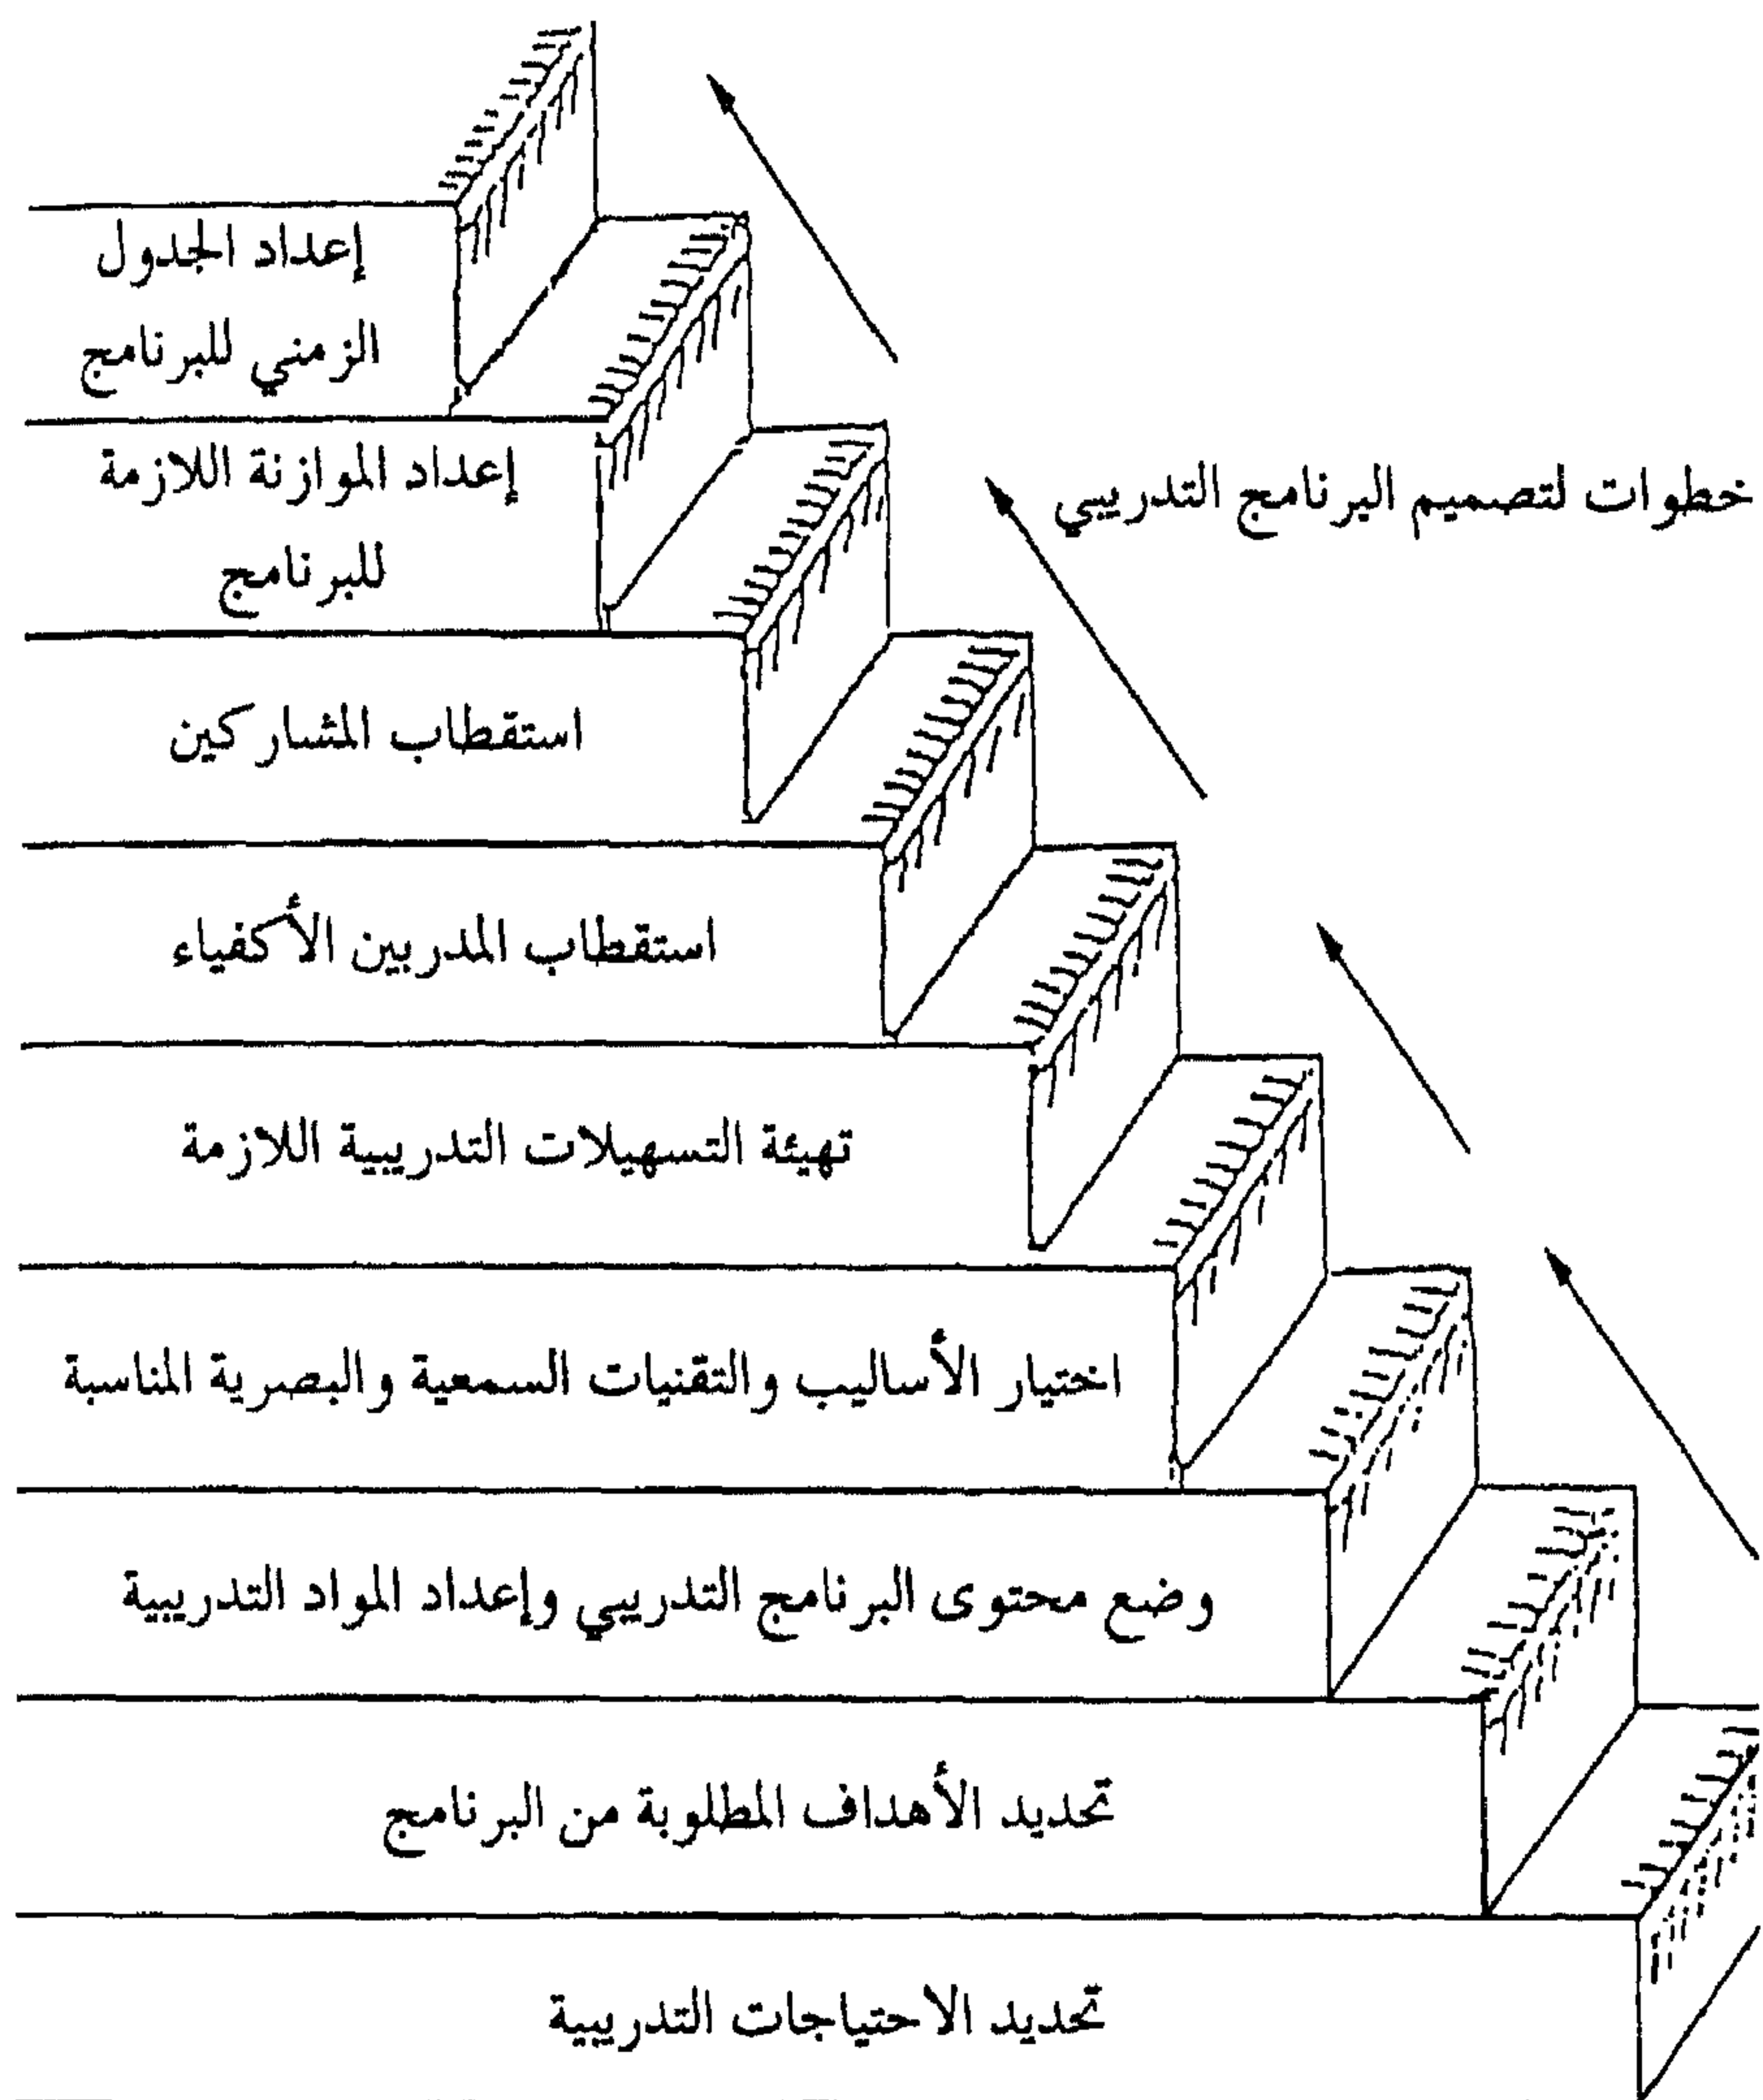 إعداد الجدول
الزمني للبرنامج
إعداد الموازنة اللازمة
للبرنامج
خطوات لتصميم البرنامج التدريبي
استقطاب المشاركين
استقطاب المدربين الأكفياء
تهيئة التسهيلات التدريبية اللازمة
اختيار الأساليب والتقنيات السمعية والبصرية المناسبة
وضع محتوى البرنامج التدريبي وإعداد المواد التدريبية
تحديد الأهداف المطلوبة من البرنامج
تحديد الاحتياجات التدريبية